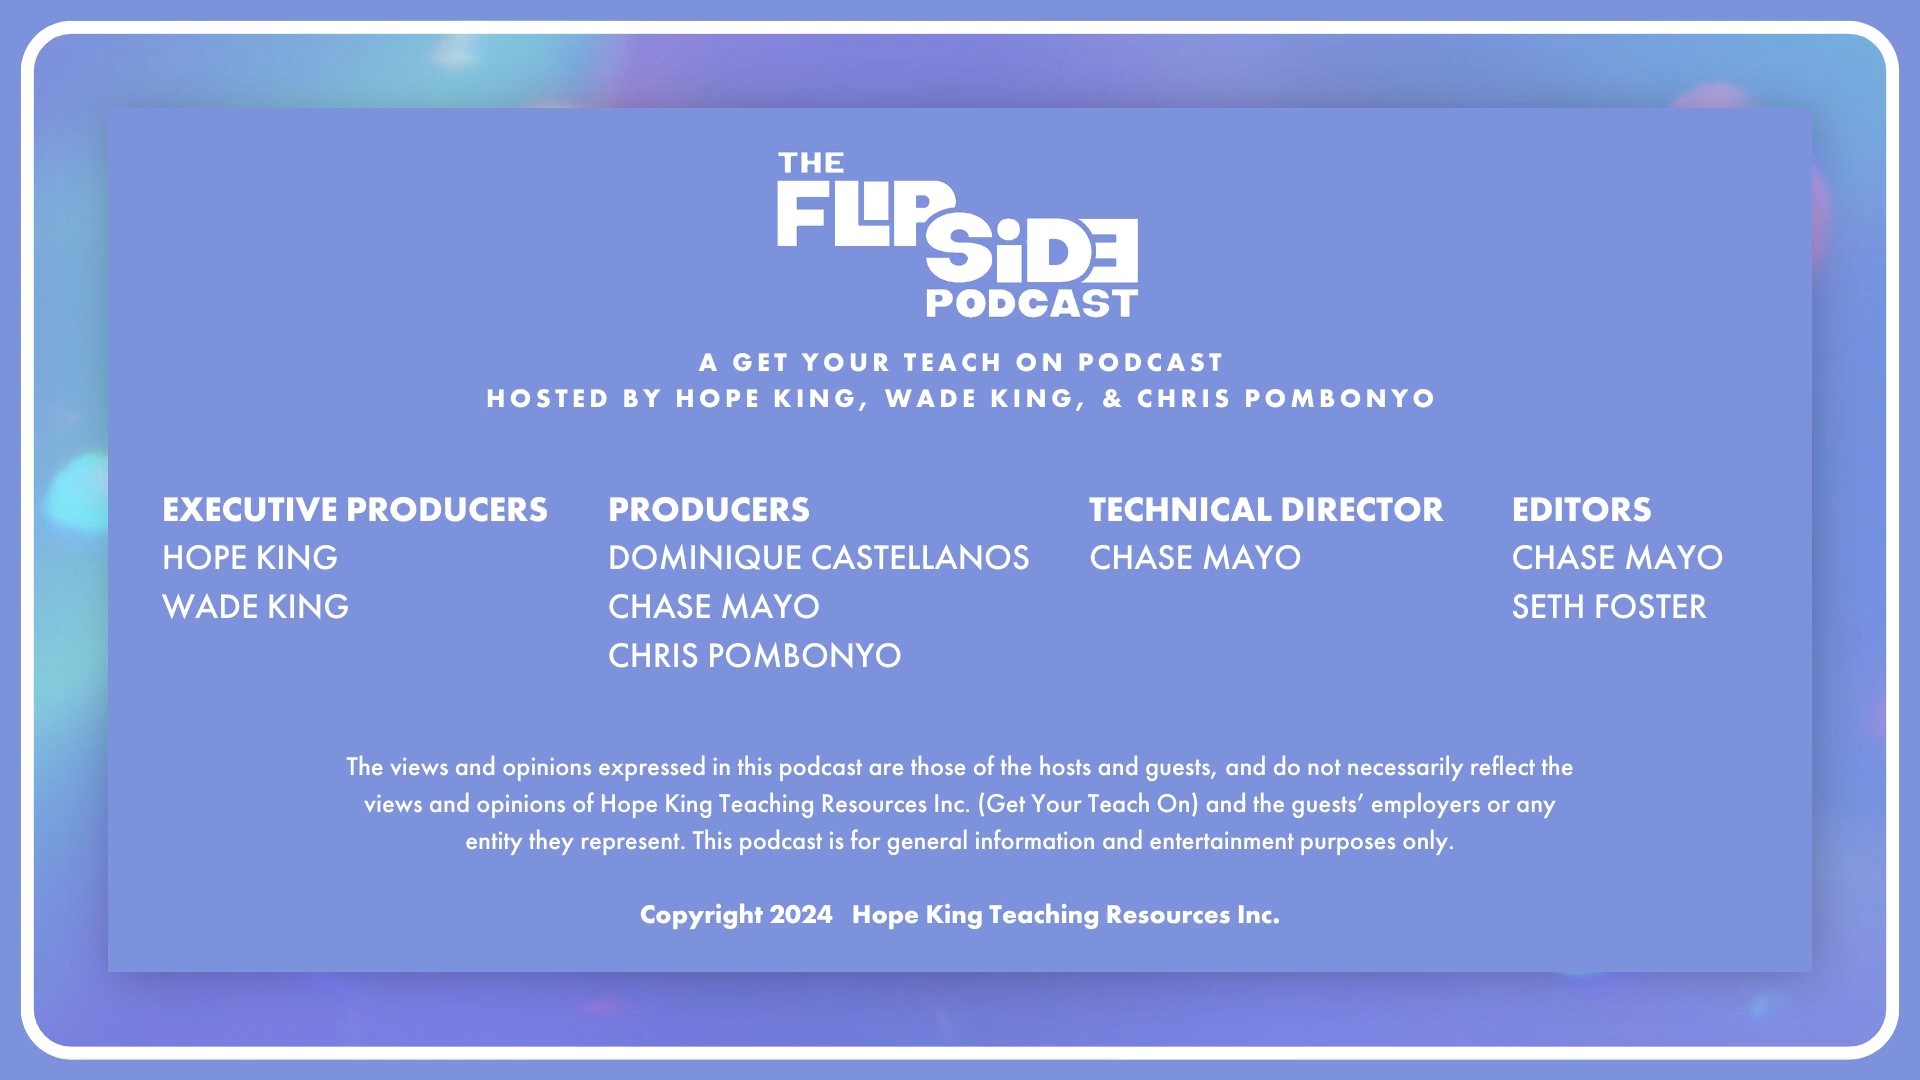 THE
FLIP
SiDE
PODCAST
A GET YOUR TEACH ON PODCAST
HOSTED BY HOPE KING, WADE KING, & CHRIS POMBONYO
EXECUTIVE PRODUCERS
HOPE KING
WADE KING
PRODUCERS
DOMINIQUE CASTELLANOS
CHASE MAYO
CHRIS POMBONYO
TECHNICAL DIRECTOR
CHASE MAYO
EDITORS
CHASE MAYO
SETH FOSTER
The views and opinions expressed in this podcast are those of the hosts and guests, and do not necessarily reflect the
views and opinions of Hope King Teaching Resources Inc. (Get Your Teach On) and the guests’ employers or any
entity they represent. This podcast is for general information and entertainment purposes only.
Copyright 2024 Hope King Teaching Resources Inc.